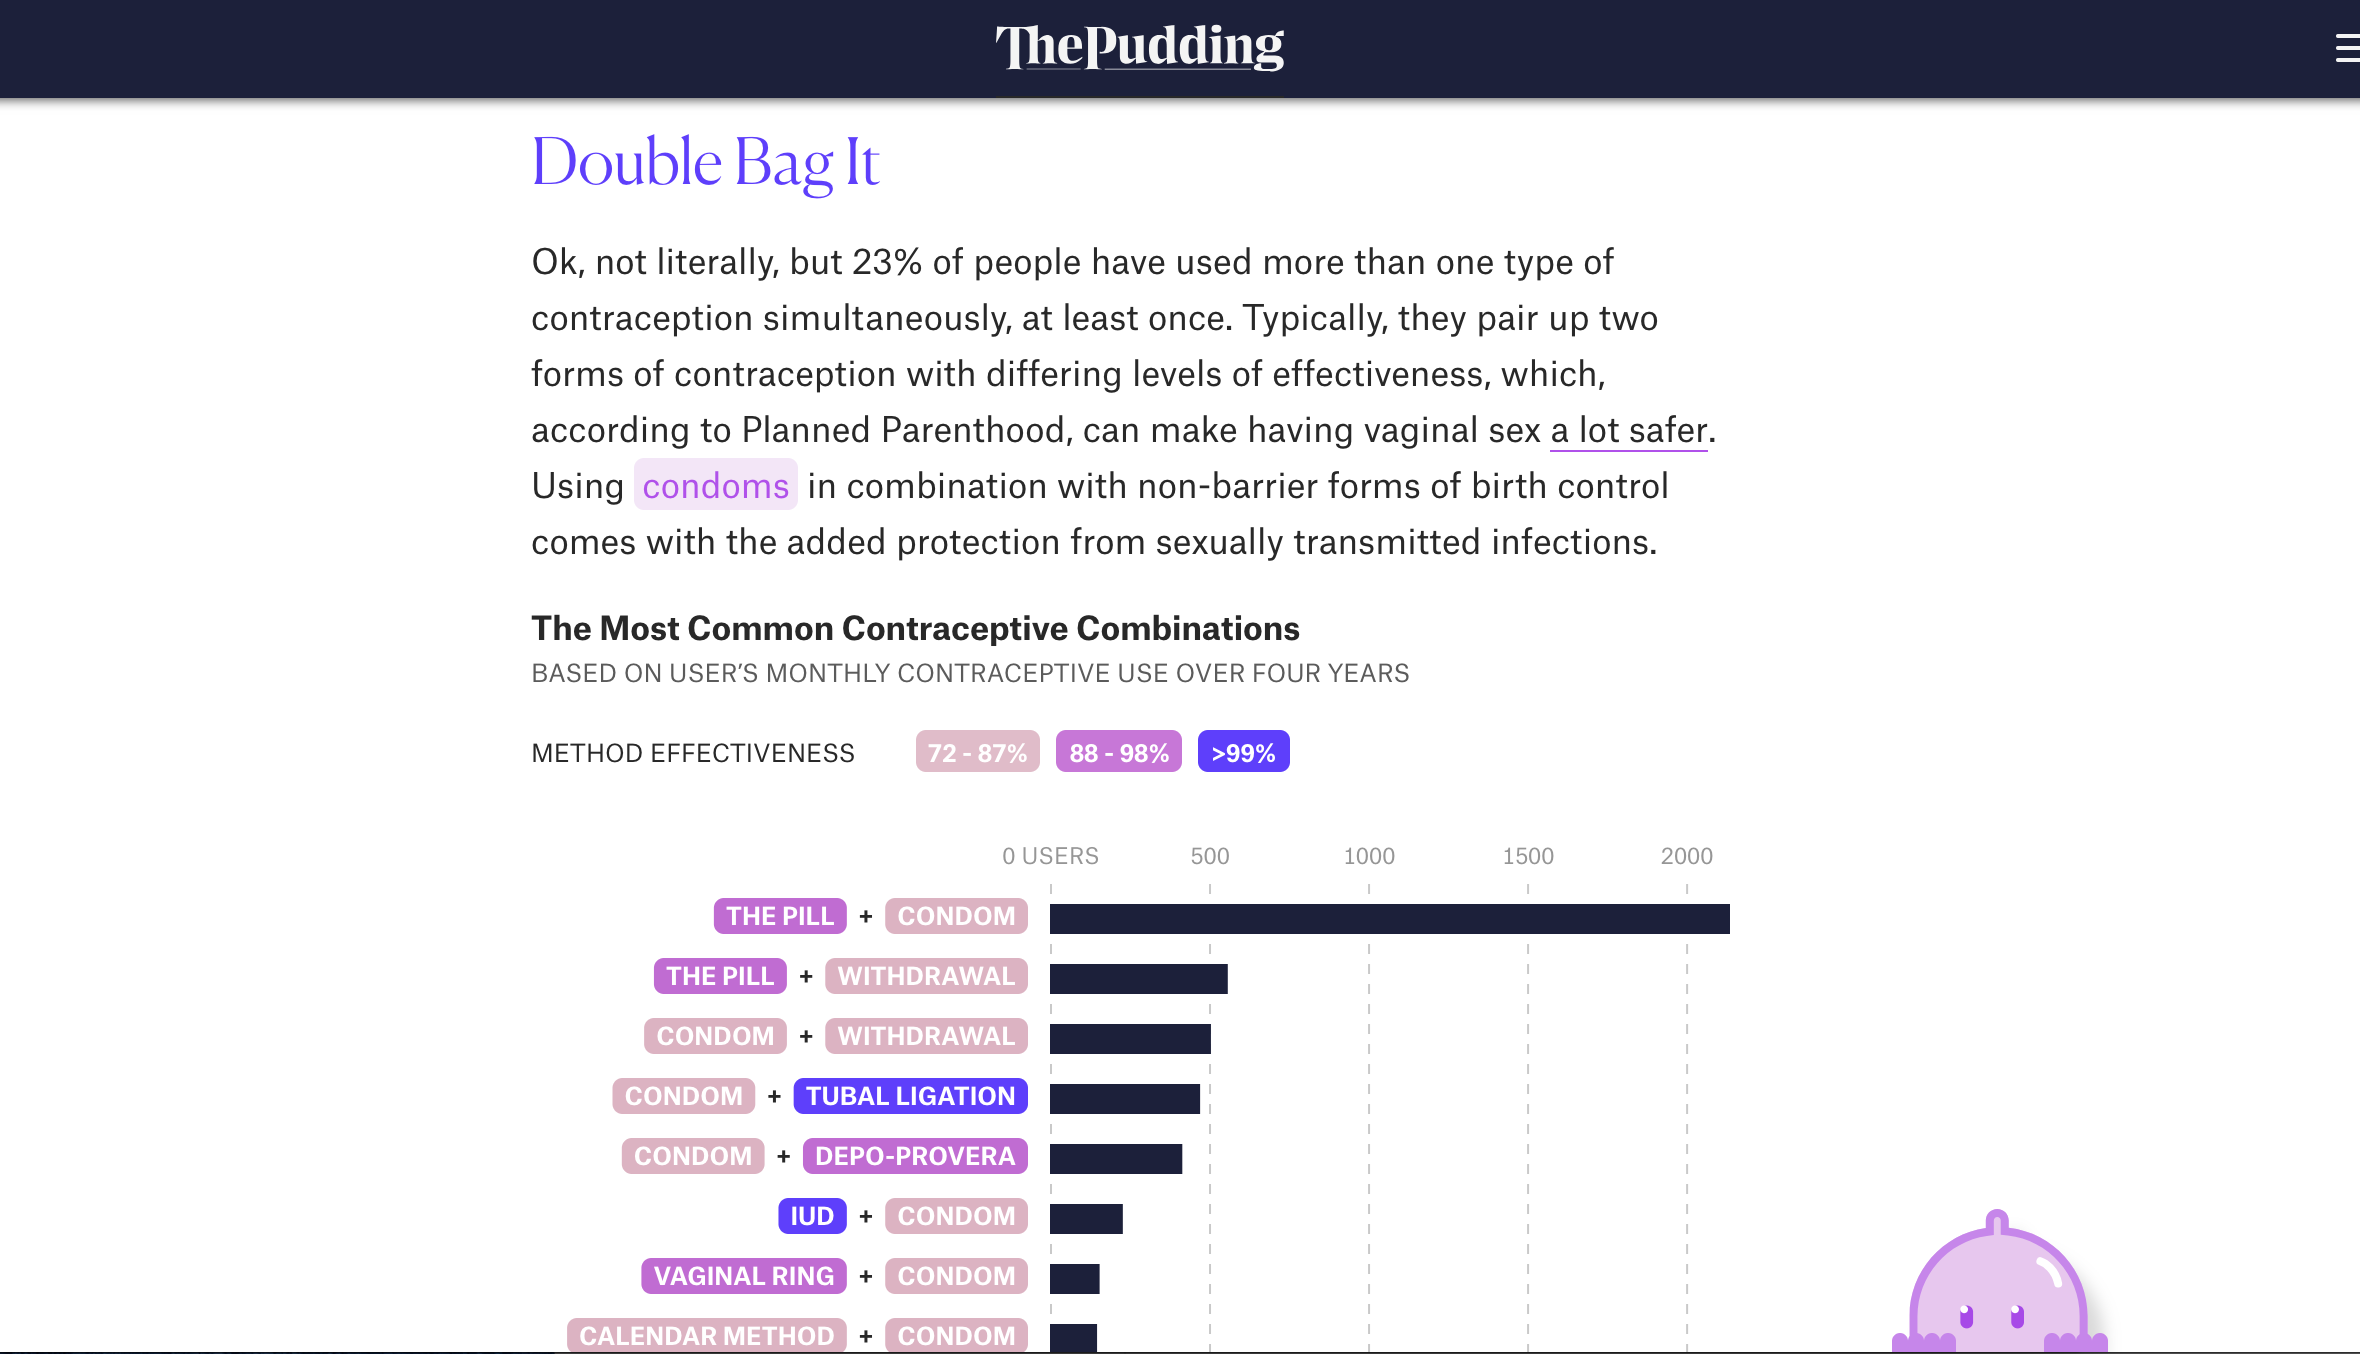 ThePudding
Double Bag It
Ok, not literally, but 23% of people have used more than one type of
contraception simultaneously, at least once. Typically, they pair up two
forms of contraception with differing levels of effectiveness, which,
according to Planned Parenthood, can make having vaginal sex a lot safer.
Using condoms in combination with non-barrier forms of birth control
comes with the added protection from sexually transmitted infections.
The Most Common Contraceptive Combinations
BASED ON USER’S MONTHLY CONTRACEPTIVE USE OVER FOUR YEARS
METHOD EFFECTIVENESS 72 - 87% 88 - 98% >99%
0 USERS 500 1000 1500 2000
THE PILL + CONDOM
THE PILL + WITHDRAWAL
CONDOM + WITHDRAWAL
CONDOM + TUBAL LIGATION
CONDOM + DEPO-PROVERA
IUD + CONDOM
VAGINAL RING + CONDOM
CALENDAR METHOD + CONDOM